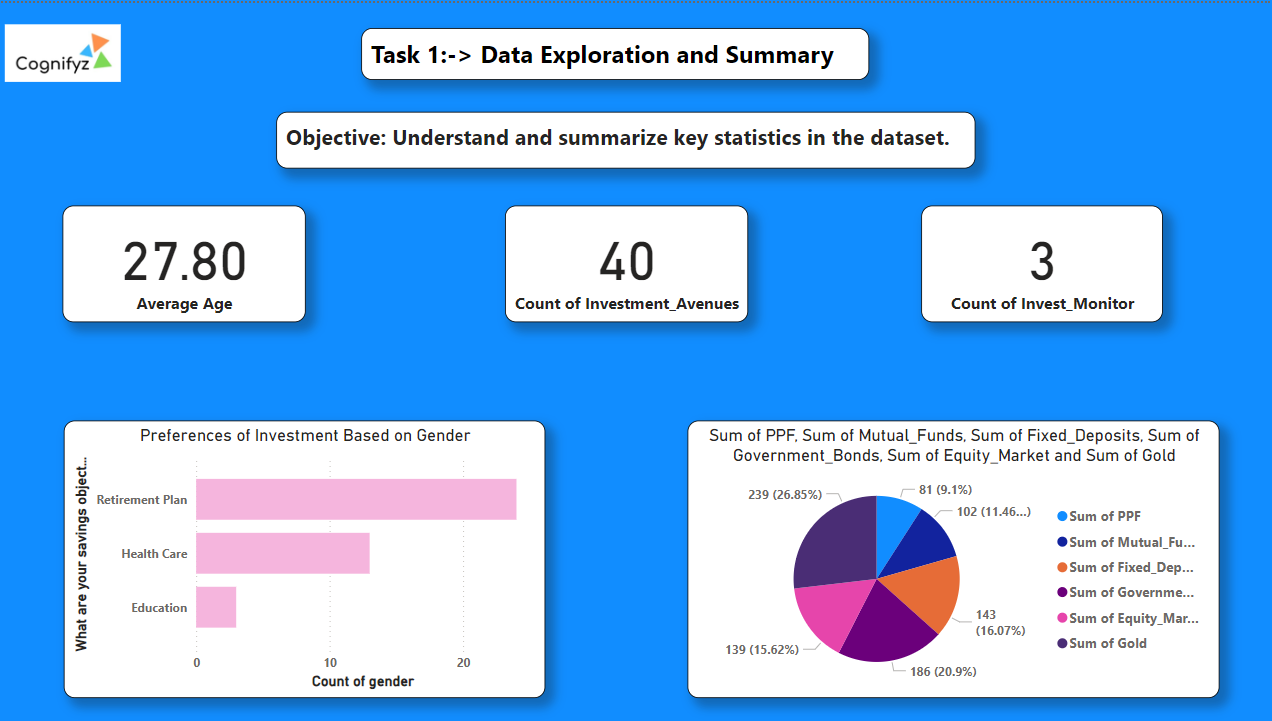 Cognifyz
Task 1:-> Data Exploration and Summary
Objective: Understand and summarize key statistics in the dataset.
27.80
Average Age
40
Count of Investment_Avenues
3
Count of Invest_Monitor
Preferences of Investment Based on Gender
What are your savings object...
Retirement Plan
Health Care
Education
0 10 20
Count of gender
Sum of PPF, Sum of Mutual_Funds, Sum of Fixed_Deposits, Sum of
Government_Bonds, Sum of Equity_Market and Sum of Gold
81 (9.1%)
102 (11.46...)
143
(16.07%)
186 (20.9%)
139 (15.62%)
239 (26.85%)
Sum of PPF
Sum of Mutual_Fu...
Sum of Fixed_Dep...
Sum of Governme...
Sum of Equity_Mar...
Sum of Gold